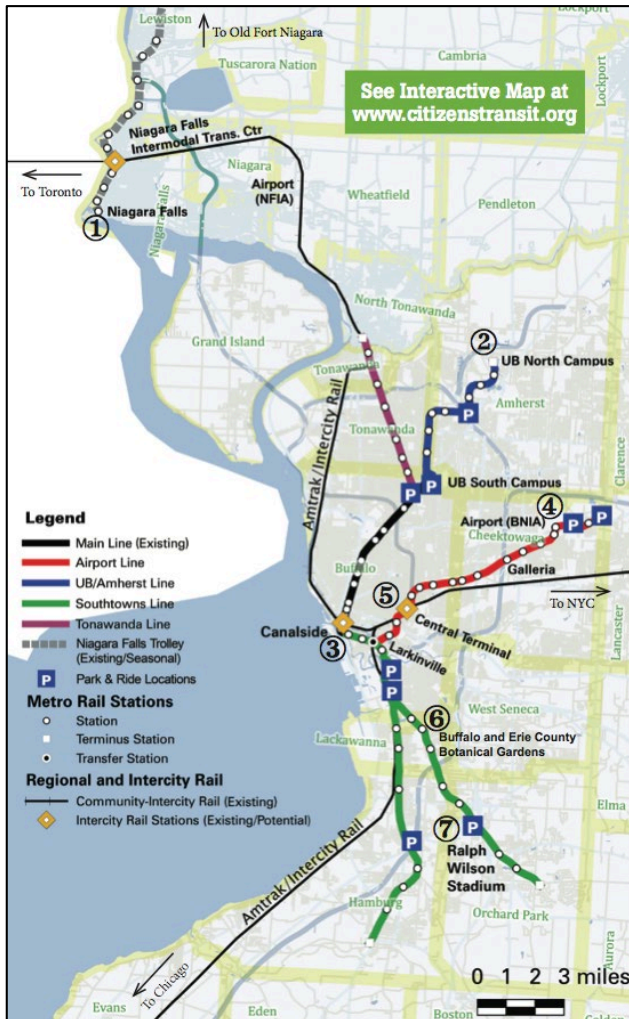 Lewiston
To Old Fort Niagara
Lockport
Tuscarora Nation
Cambria
Lockport
See Interactive Map at
www.citizenstransit.org
Niagara Falls
Intermodal Trans. Ctr
To Toronto
Niagara
Airport
(NFIA)
Wheatfield
Pendleton
Niagara Falls
1
Niagara Falls
North Tonawanda
Grand Island
2
UB North Campus
Tonawanda
Amherst
P
Tonawanda
Amtrak/Intercity Rail
Clarence
UB South Campus
P
P
Legend
Main Line (Existing)
Airport Line
UB/Amherst Line
Southtowns Line
Tonawanda Line
Niagara Falls Trolley
(Existing/Seasonal)
P
Park & Ride Locations
Metro Rail Stations
Station
Terminus Station
Transfer Station
Regional and Intercity Rail
Community-Intercity Rail (Existing)
Intercity Rail Stations (Existing/Potential)
4
Airport (BNIA)
P
P
Cheektowaga
Galleria
Buffalo
5
To NYC
Canalside
3
Central Terminal
Larkinville
Lancaster
P
P
West Seneca
6
Buffalo and Erie County
Botanical Gardens
Lackawanna
Elma
7
P
Ralph
Wilson
Stadium
P
Amtrak/Intercity Rail
Hamburg
Orchard Park
Aurora
To Chicago
0 1 2 3 miles
Evans
Eden
Boston